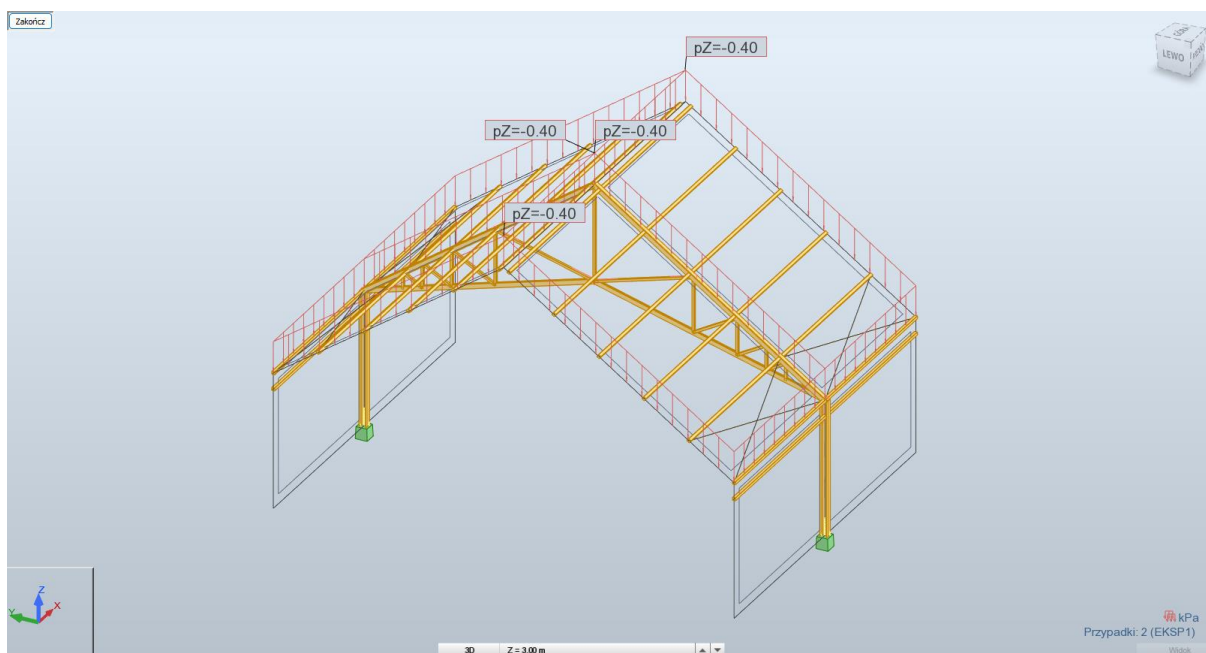 Zakończ
pZ=-0.40
LEWO
pZ=-0.40 pZ=-0.40
pZ=-0.40
Z
Y X
kPa
Przypadki: 2 (EKSP1)
3D Z = 3.00 m
Widok